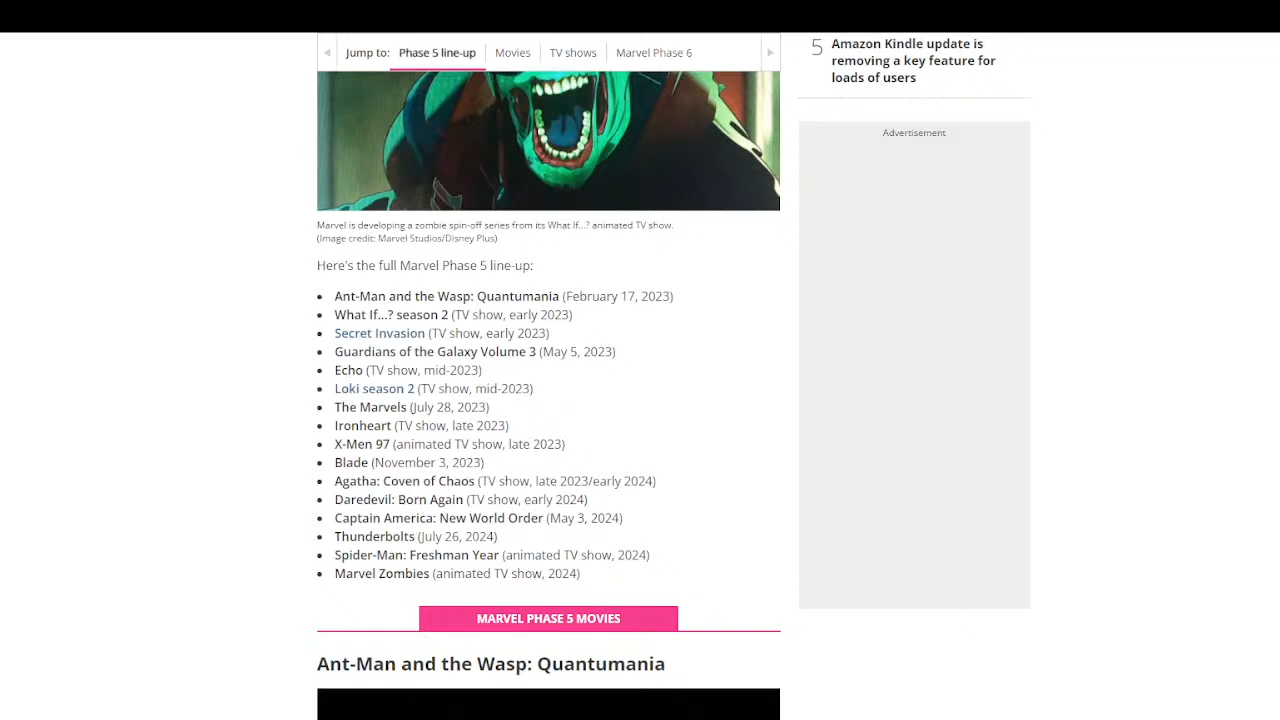 Jump to: Phase 5 line-up Movies TV shows Marvel Phase 6
Marvel is developing a zombie spin-off series from its What If...? animated TV show.
(Image credit: Marvel Studios/Disney Plus)
Here's the full Marvel Phase 5 line-up:
Ant-Man and the Wasp: Quantumania (February 17, 2023)
What If...? season 2 (TV show, early 2023)
Secret Invasion (TV show, early 2023)
Guardians of the Galaxy Volume 3 (May 5, 2023)
Echo (TV show, mid-2023)
Loki season 2 (TV show, mid-2023)
The Marvels (July 28, 2023)
Ironheart (TV show, late 2023)
X-Men 97 (animated TV show, late 2023)
Blade (November 3, 2023)
Agatha: Coven of Chaos (TV show, late 2023/early 2024)
Daredevil: Born Again (TV show, early 2024)
Captain America: New World Order (May 3, 2024)
Thunderbolts (July 26, 2024)
Spider-Man: Freshman Year (animated TV show, 2024)
Marvel Zombies (animated TV show, 2024)
MARVEL PHASE 5 MOVIES
Ant-Man and the Wasp: Quantumania
5 Amazon Kindle update is
removing a key feature for
loads of users
Advertisement